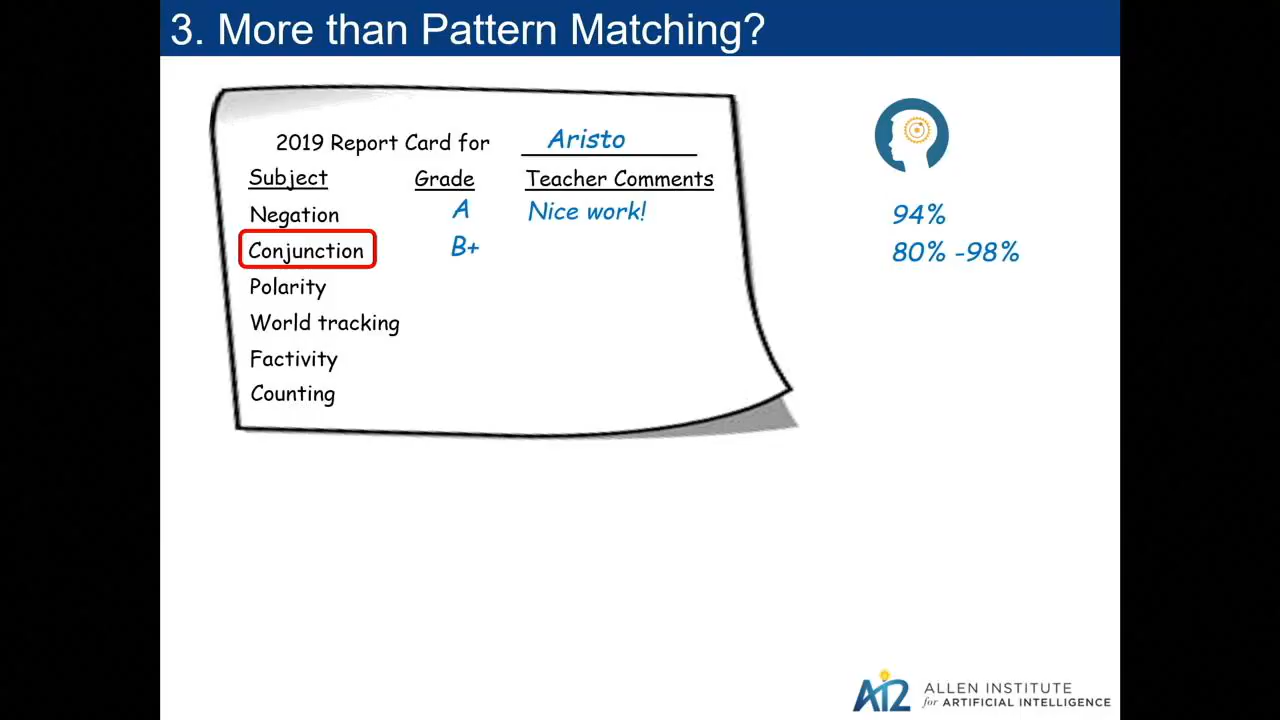 3. More than Pattern Matching?
2019 Report Card for Aristo
Subject Grade Teacher Comments
Negation A Nice work! 94%
Conjunction B+ 80% -98%
Polarity
World tracking
Factivity
Counting
AI2 ALLEN INSTITUTE
for ARTIFICIAL INTELLIGENCE